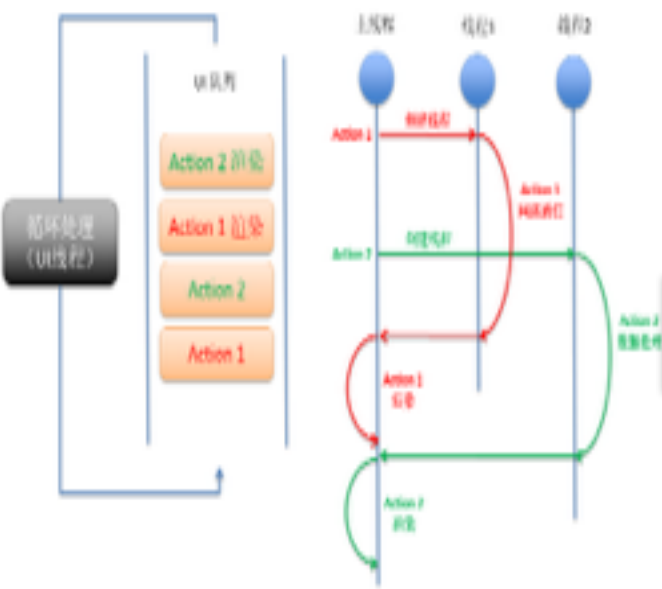 UI 队列
Action 2 渲染
Action 1 渲染
Action 2
Action 1
循环处理
（UI线程）
主线程
线程1
线程2
Action 1
创建线程
Action 1
网络请求
Action 2
创建线程
Action 2
数据处理
Action 1
渲染
Action 2
渲染